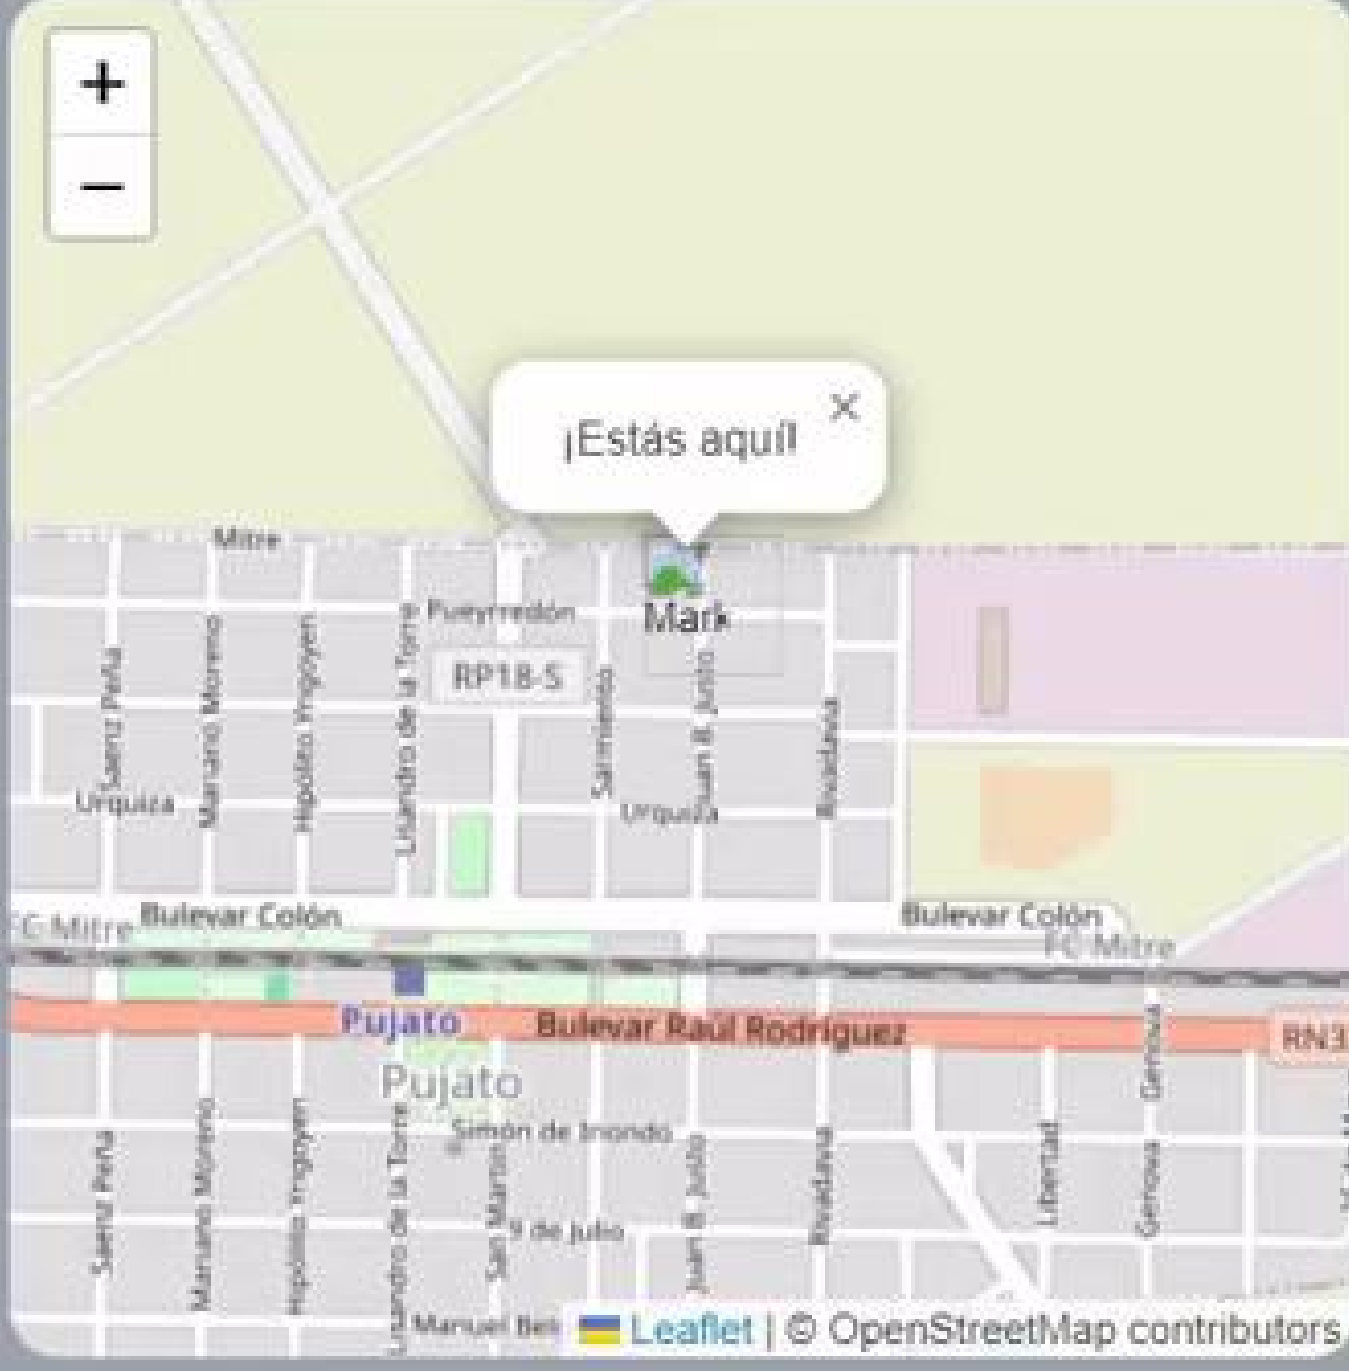 +
−
¡Estás aquí!
×
Mitre
Mark
Pueyrredón
RP18-S
Saenz Peña
Mariano Moreno
Hipólito Yrigoyen
Lisandro de la Torre
Sarmiento
Juan B. Justo
Rivadavia
Urquiza
Urquiza
Bulevar Colón
Bulevar Colón
FC Mitre
FC Mitre
Pujato
Bulevar Raúl Rodríguez
RN3
Pujato
Genova
Simón de Iriondo
Saenz Peña
Mariano Moreno
Hipólito Yrigoyen
Lisandro de la Torre
San Martín
Juan B. Justo
Rivadavia
Libertad
Genova
9 de Julio
Manuel Bel
Leaflet | © OpenStreetMap contributors